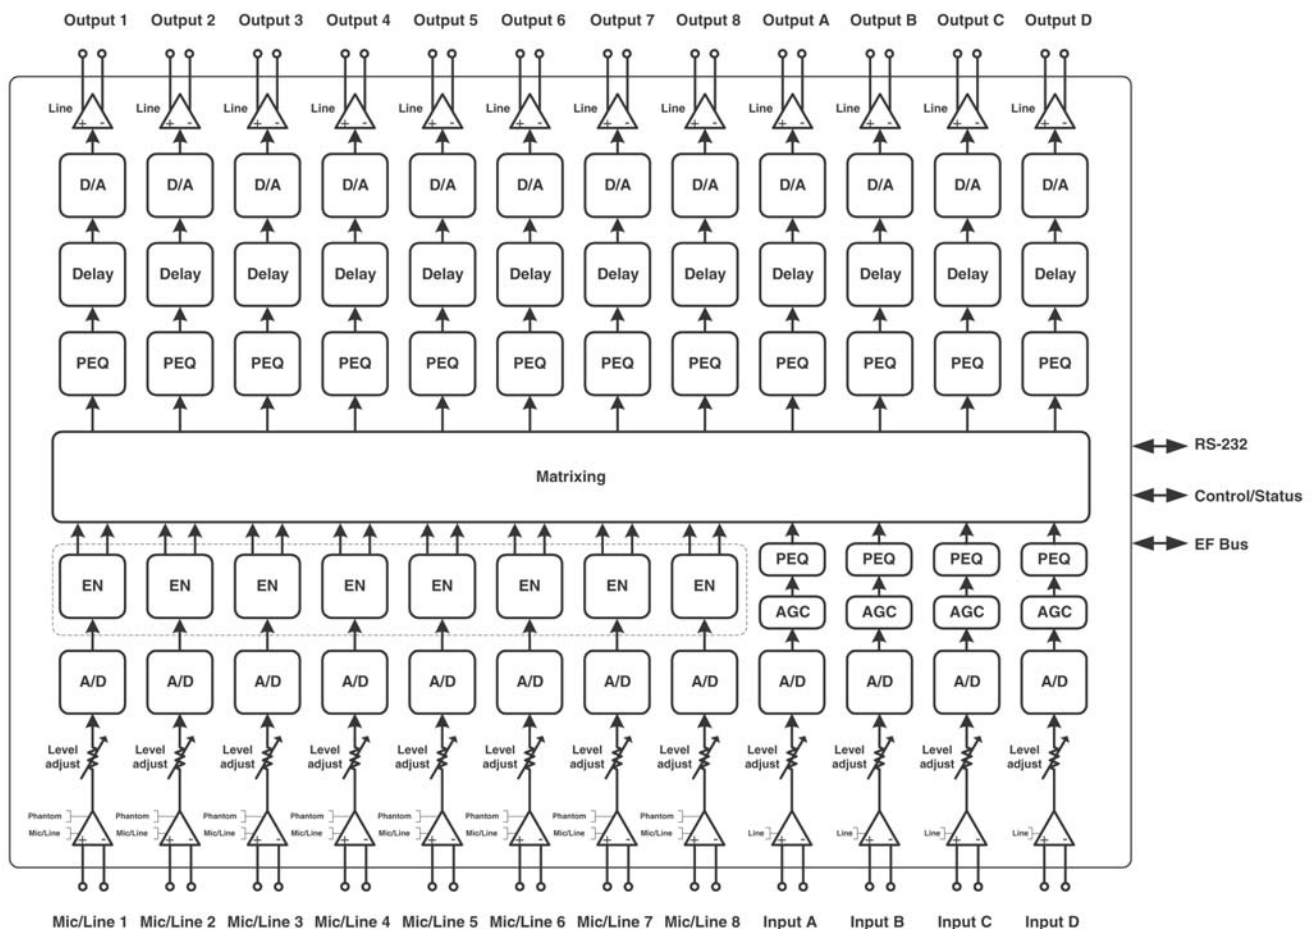 Output 1 Output 2 Output 3 Output 4 Output 5 Output 6 Output 7 Output 8 Output A Output B Output C Output D
Line Line Line Line Line Line Line Line Line Line Line Line
+ - + - + - + - + - + - + - + - + - + - + - + -
D/A D/A D/A D/A D/A D/A D/A D/A D/A D/A D/A D/A
Delay Delay Delay Delay Delay Delay Delay Delay Delay Delay Delay Delay
PEQ PEQ PEQ PEQ PEQ PEQ PEQ PEQ PEQ PEQ PEQ PEQ
RS-232
Matrixing
Control/Status
EF Bus
PEQ PEQ PEQ PEQ
EN EN EN EN EN EN EN EN
AGC AGC AGC AGC
A/D A/D A/D A/D A/D A/D A/D A/D A/D A/D A/D A/D
Level Level Level Level Level Level Level Level Level Level Level Level
adjust adjust adjust adjust adjust adjust adjust adjust adjust adjust adjust adjust
Phantom Phantom Phantom Phantom Phantom Phantom Phantom Phantom
Mic/Line Mic/Line Mic/Line Mic/Line Mic/Line Mic/Line Mic/Line Mic/Line Line Line Line Line
+ - + - + - + - + - + - + - + - + - + - + - + -
Mic/Line 1 Mic/Line 2 Mic/Line 3 Mic/Line 4 Mic/Line 5 Mic/Line 6 Mic/Line 7 Mic/Line 8 Input A Input B Input C Input D